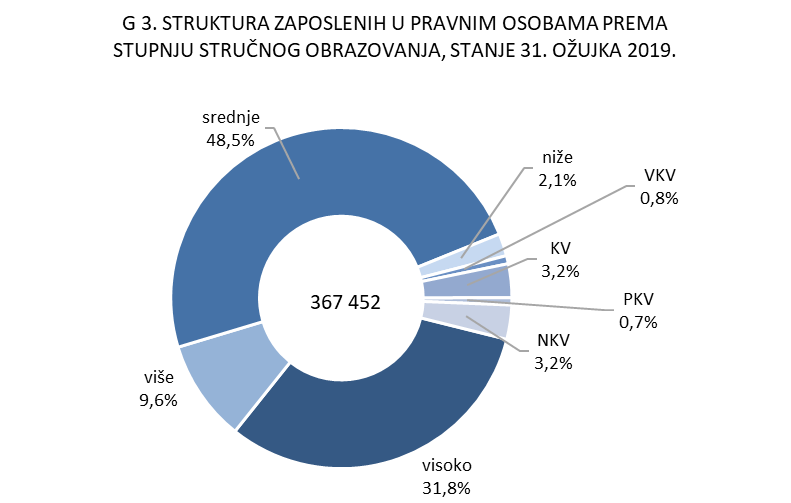 G 3. STRUKTURA ZAPOSLENIH U PRAVNIM OSOBAMA PREMA
STUPNJU STRUČNOG OBRAZOVANJA, STANJE 31. OŽUJKA 2019.
srednje
48,5%
niže
2,1%
VKV
0,8%
KV
3,2%
PKV
0,7%
NKV
3,2%
367 452
više
9,6%
visoko
31,8%